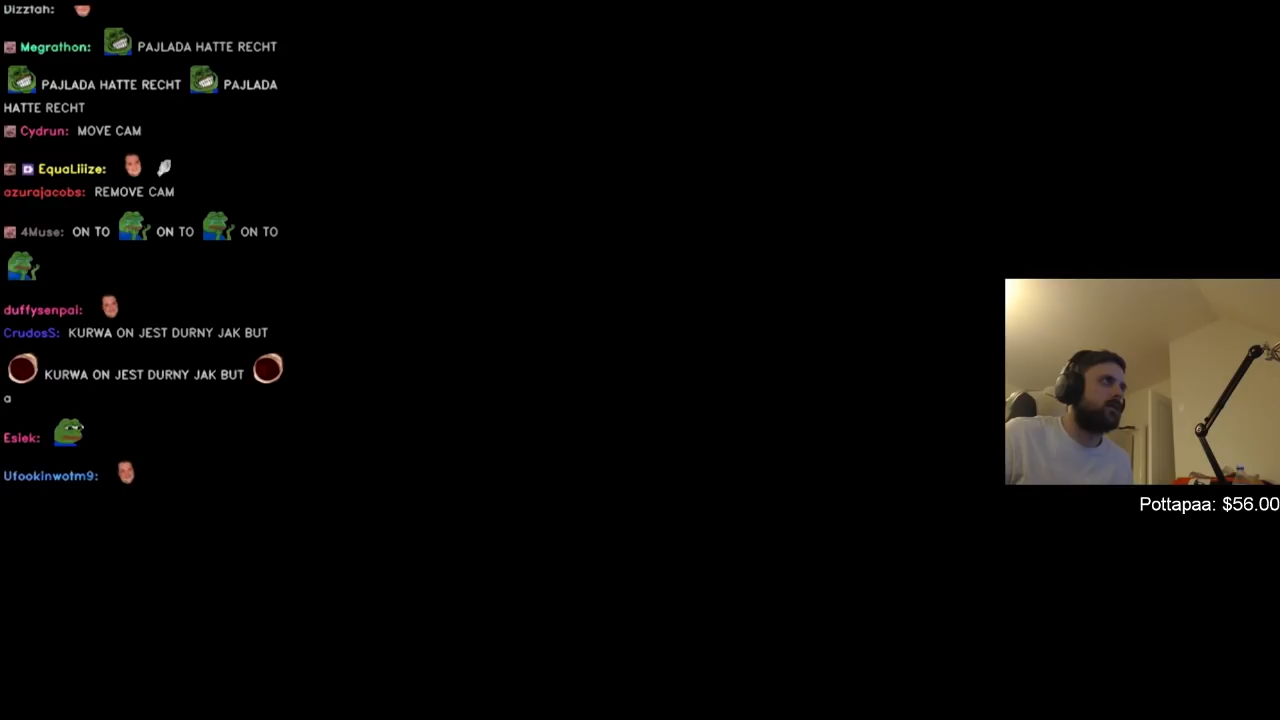 Dizztah:
Megrathon: PAJLADA HATTE RECHT
PAJLADA HATTE RECHT PAJLADA
HATTE RECHT
Cydrun: MOVE CAM
EquaLiiize:
azurajacobs: REMOVE CAM
4Muse: ON TO ON TO ON TO
duffysenpai:
CrudosS: KURWA ON JEST DURNY JAK BUT
KURWA ON JEST DURNY JAK BUT
a
Esiek:
Ufookinwotm9:
Pottapaa: $56.00